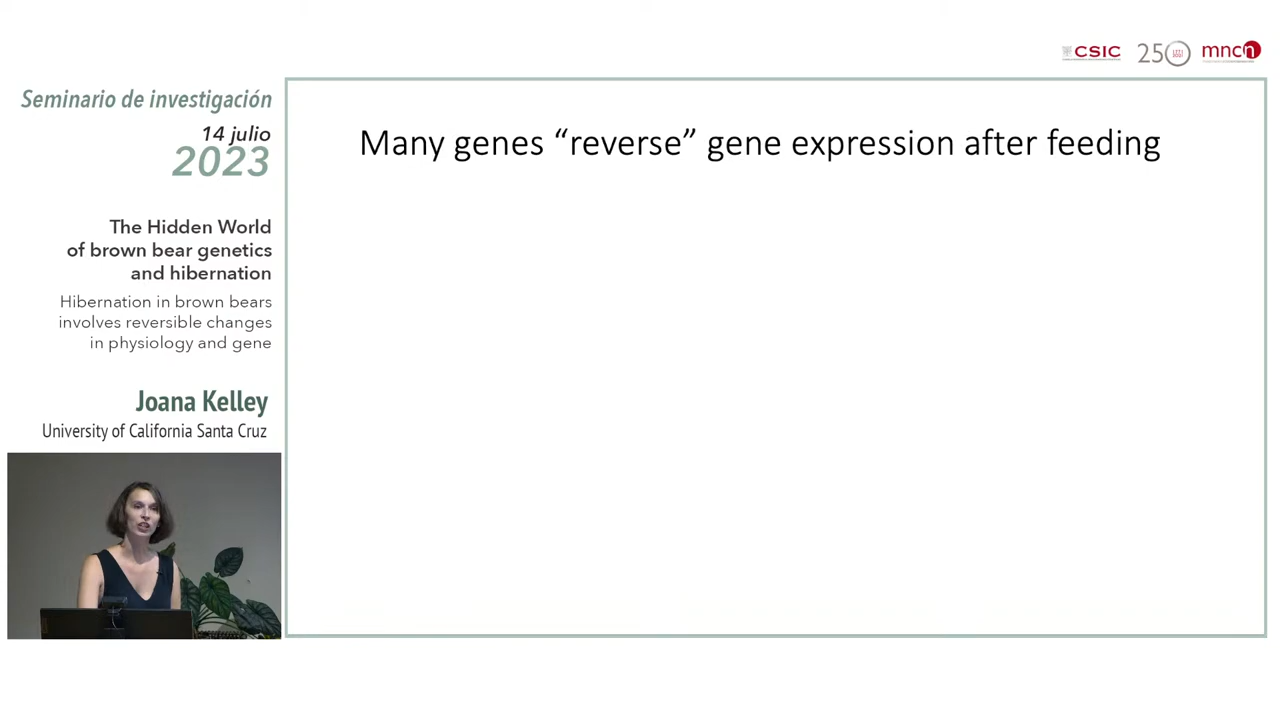 CSIC
250
mncn
Seminario de investigación
14 julio
2023
The Hidden World
of brown bear genetics
and hibernation
Hibernation in brown bears
involves reversible changes
in physiology and gene
Joana Kelley
University of California Santa Cruz
Many genes “reverse” gene expression after feeding